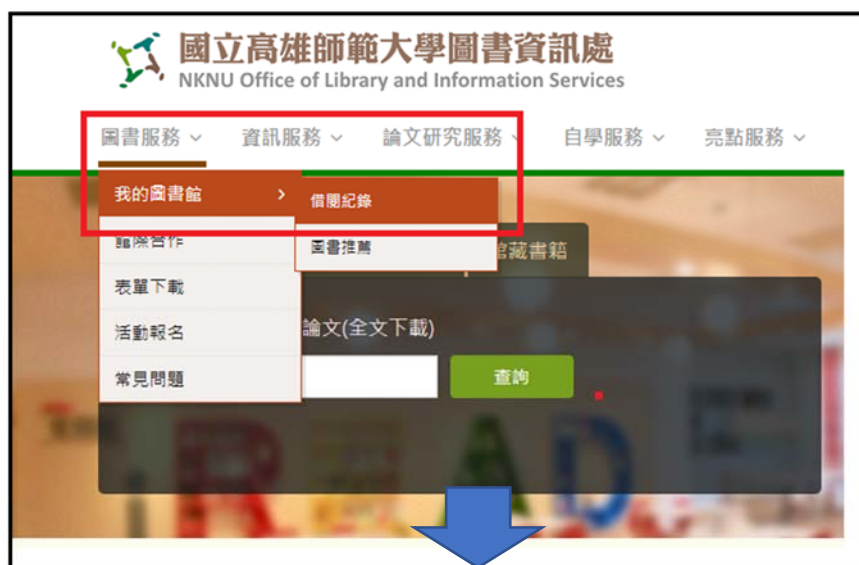 國立高雄師範大學圖書資訊處
NKNU Office of Library and Information Services
圖書服務 資訊服務 論文研究服務 自學服務 亮點服務
我的圖書館 > 借閱紀錄
館際合作 圖書推薦 館藏書籍
表單下載
活動報名 論文(全文下載)
常見問題 查詢
READ